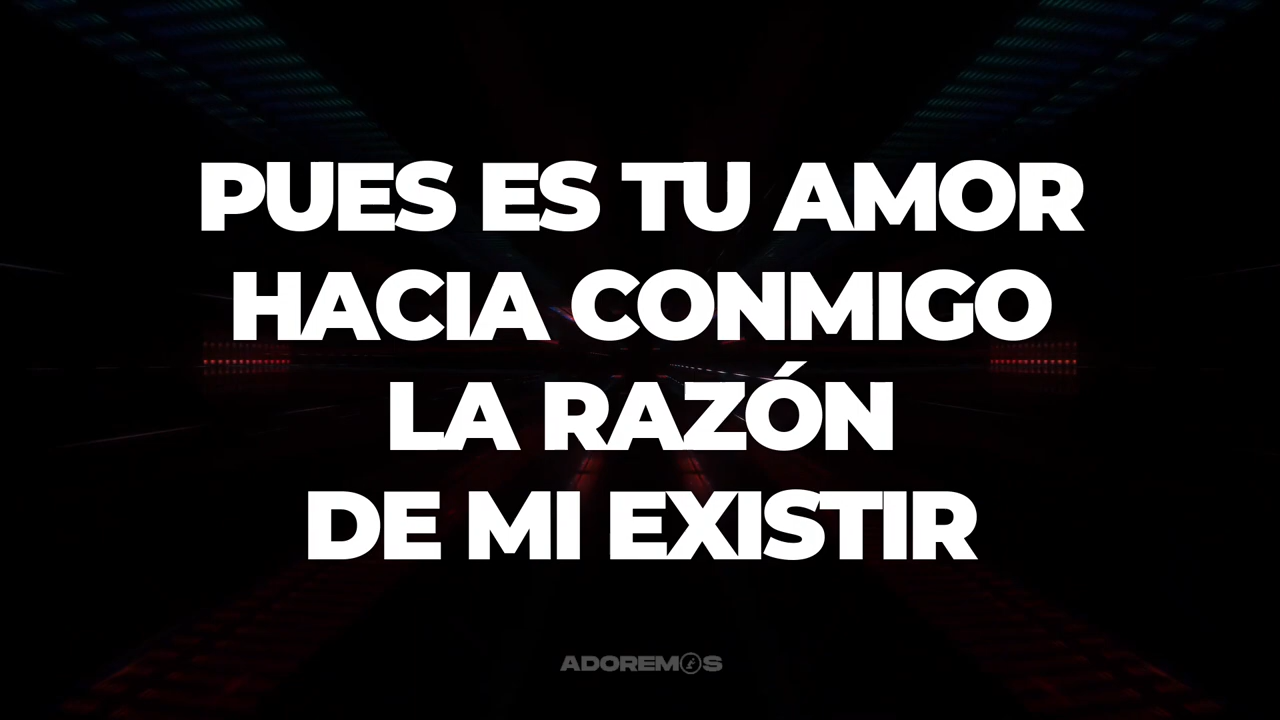 PUES ES TU AMOR
HACIA CONMIGO
LA RAZÓN
DE MI EXISTIR
ADOREMOS